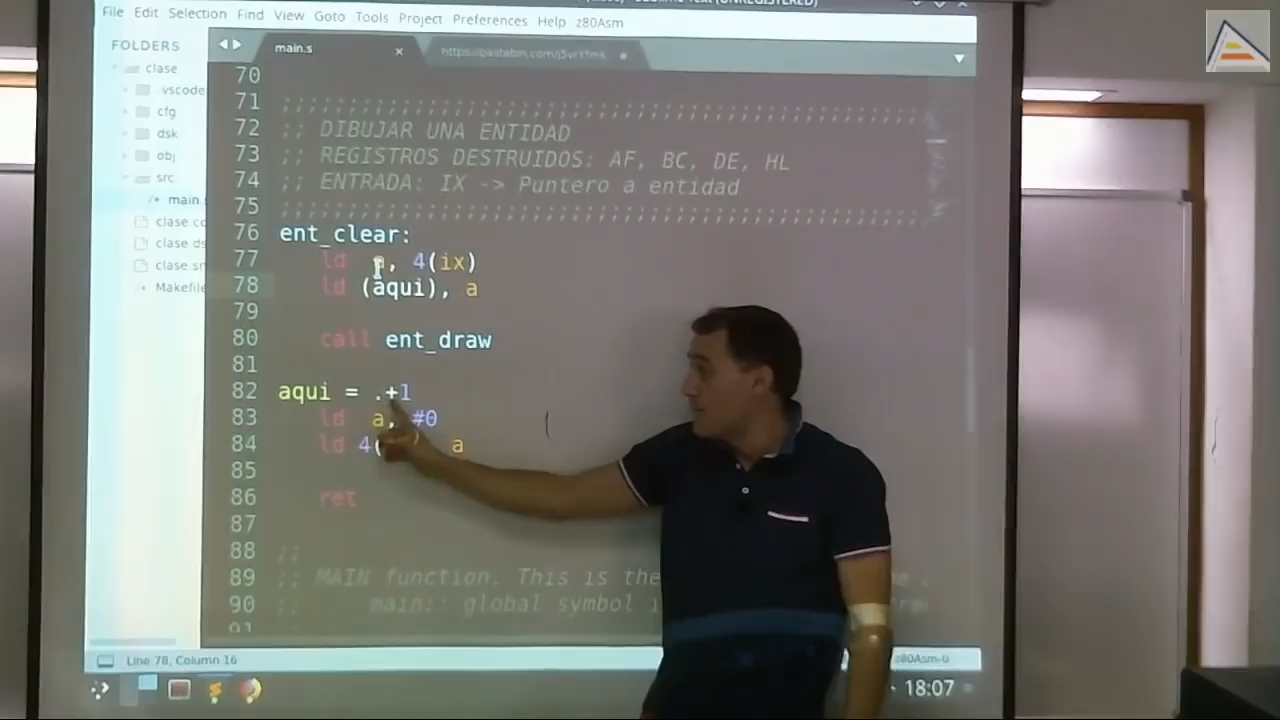 File Edit Selection Find View Goto Tools Project Preferences Help z80Asm
FOLDERS
clase
.vscode
cfg
dsk
obj
src
main.
clase
clase
clase
Makefile
main.s ×
70
71 ;;;;;;;;;;;;;;;;;;;;;;;;;;;;;;;;;;;;;;;;;;;;;;;;
72 ;; DIBUJAR UNA ENTIDAD
73 ;; REGISTROS DESTRUIDOS: AF, BC, DE, HL
74 ;; ENTRADA: IX -> Puntero a entidad
75 ;;;;;;;;;;;;;;;;;;;;;;;;;;;;;;;;;;;;;;;;;;;;;;;;
76 ent_clear:
77 ld a, 4(ix)
78 ld (aqui), a
79
80 call ent_draw
81
82 aqui = .+1
83 ld a, #0
84 ld 4( a
85
86 ret
87
88 ;;
89 ;; MAIN function. This is the
90 ;; main:: global symbol
91
Line 78, Column 16
18:07